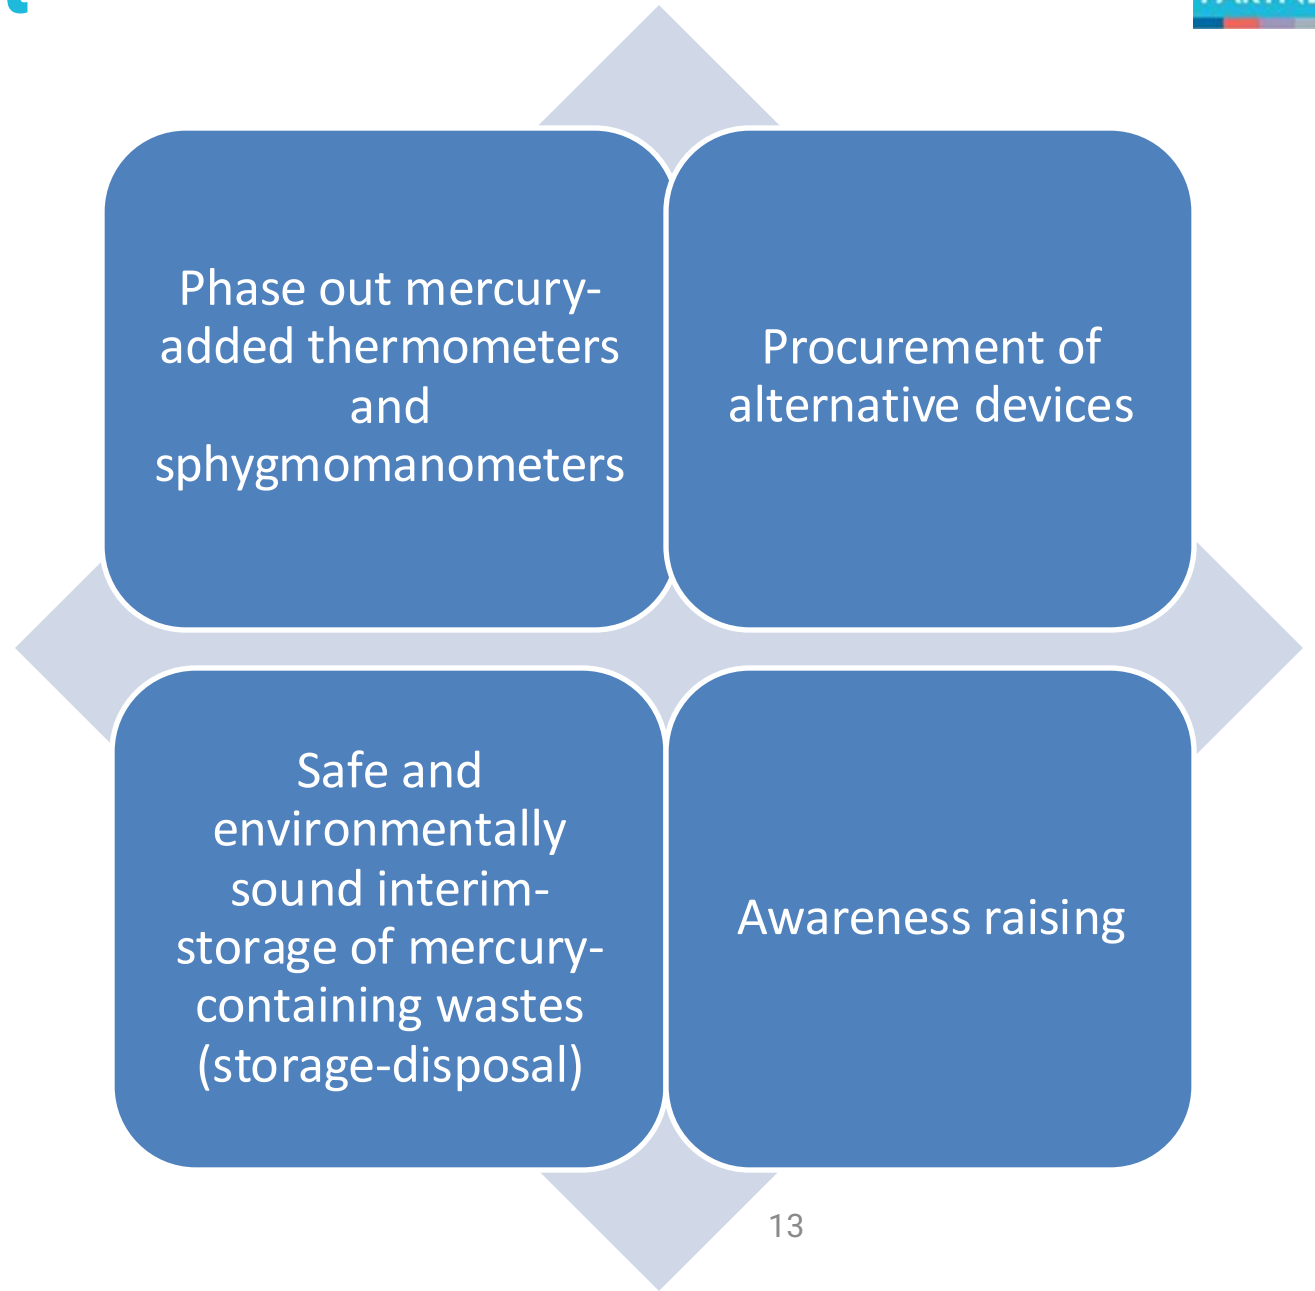 Phase out mercury-
added thermometers
and
sphygmomanometers
Procurement of
alternative devices
Safe and
environmentally
sound interim-
storage of mercury-
containing wastes
(storage-disposal)
Awareness raising
13